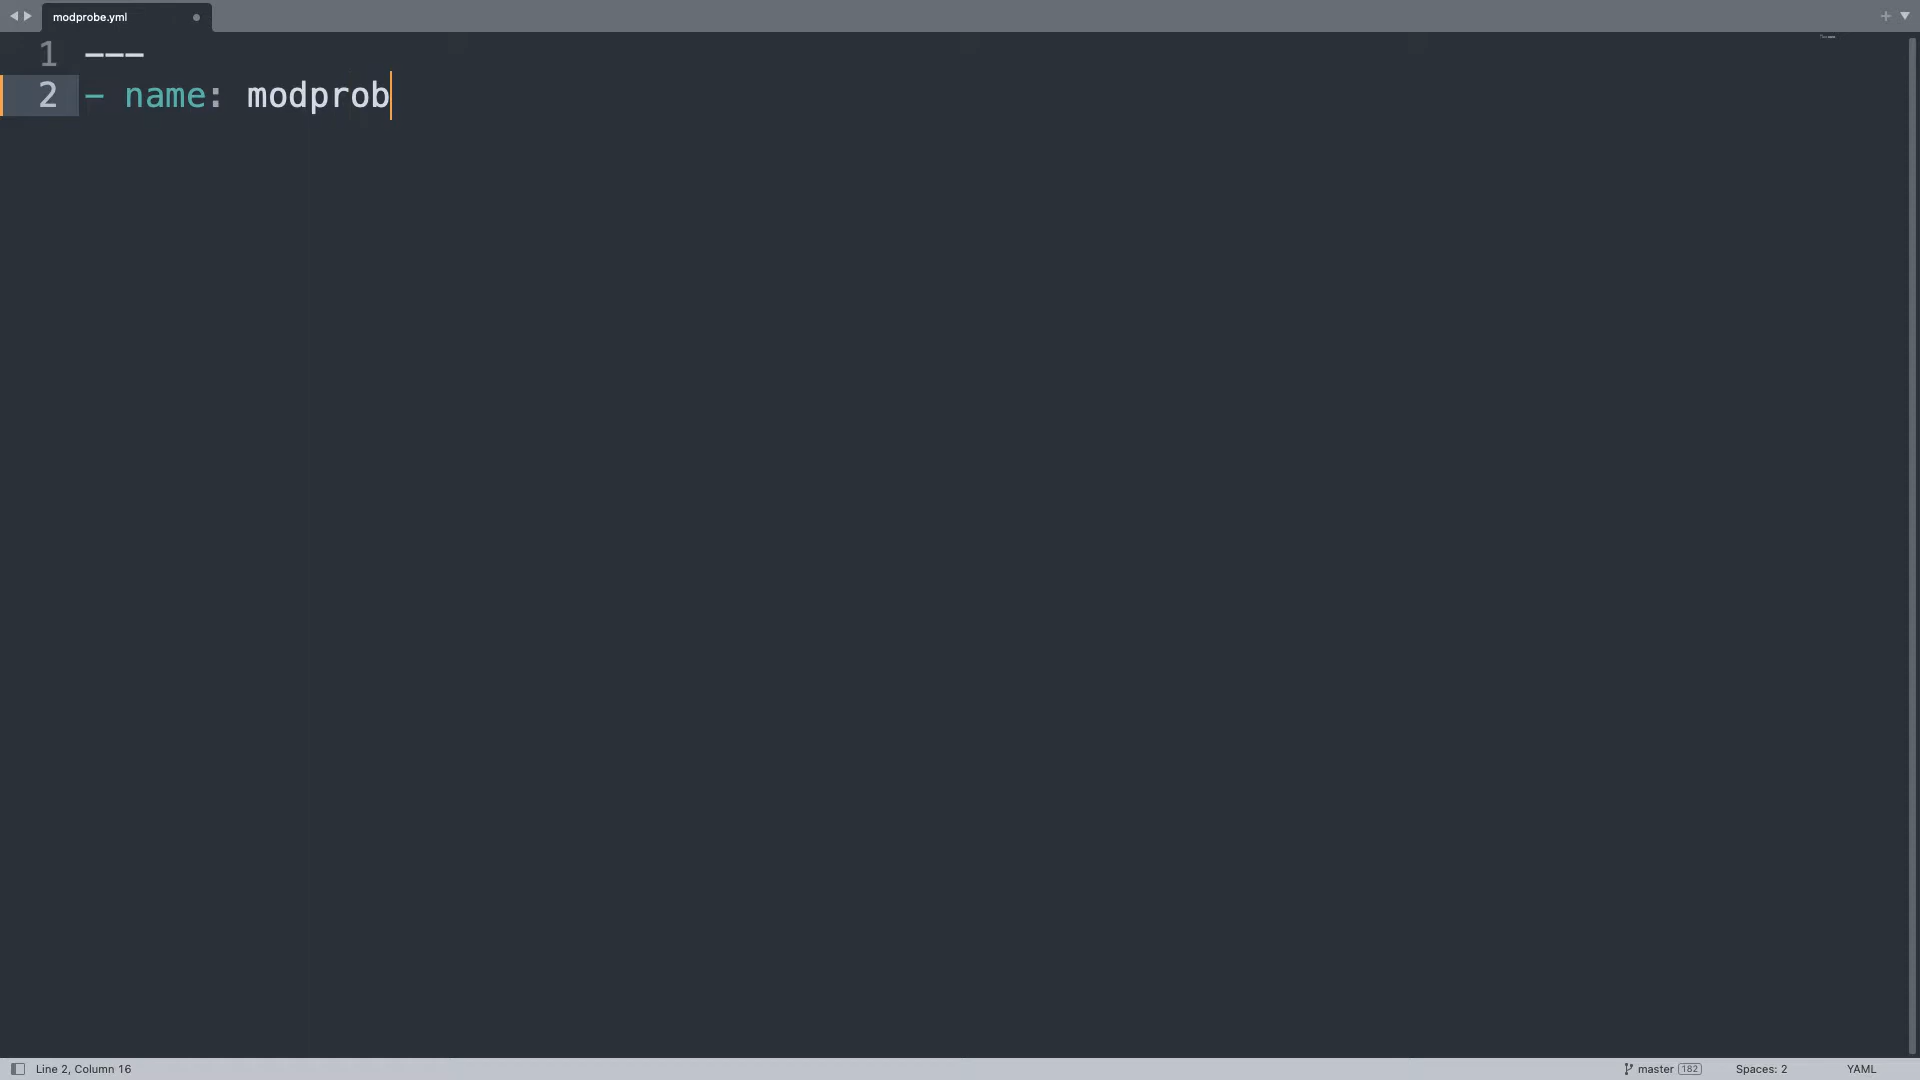 modprobe.yml
1 ---
2 - name: modprob
Line 2, Column 16
master 182
Spaces: 2
YAML